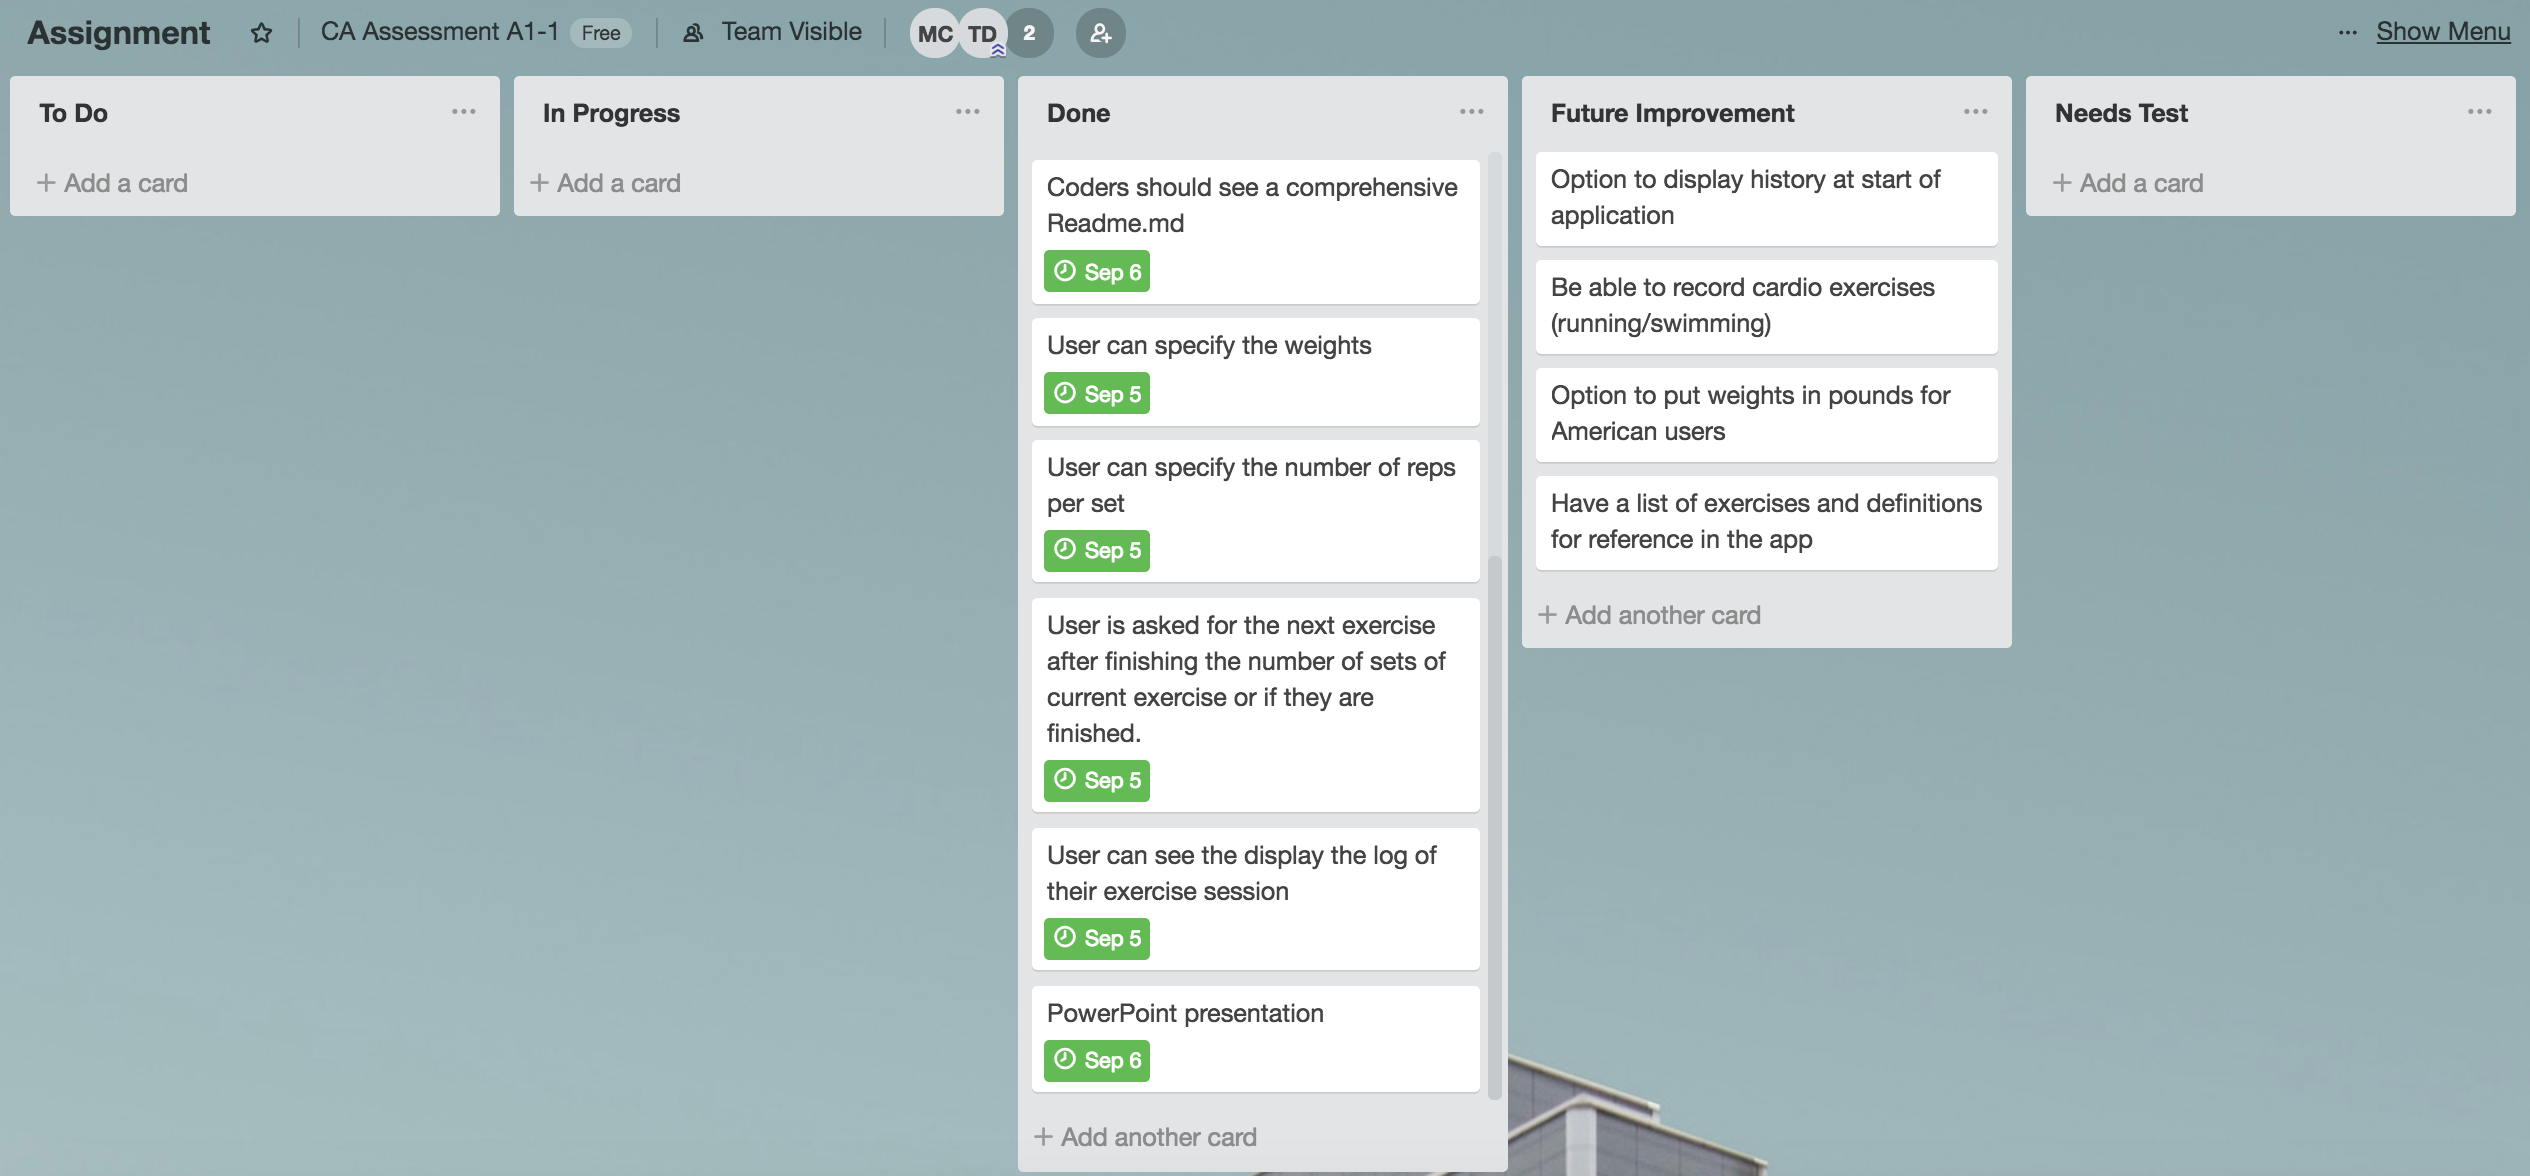 Assignment
CA Assessment A1-1 Free
Team Visible
MC TD 2
... Show Menu
To Do ...
+ Add a card
In Progress ...
+ Add a card
Done ...
Coders should see a comprehensive
Readme.md
Sep 6
User can specify the weights
Sep 5
User can specify the number of reps
per set
Sep 5
User is asked for the next exercise
after finishing the number of sets of
current exercise or if they are
finished.
Sep 5
User can see the display the log of
their exercise session
Sep 5
PowerPoint presentation
Sep 6
+ Add another card
Future Improvement ...
Option to display history at start of
application
Be able to record cardio exercises
(running/swimming)
Option to put weights in pounds for
American users
Have a list of exercises and definitions
for reference in the app
+ Add another card
Needs Test ...
+ Add a card